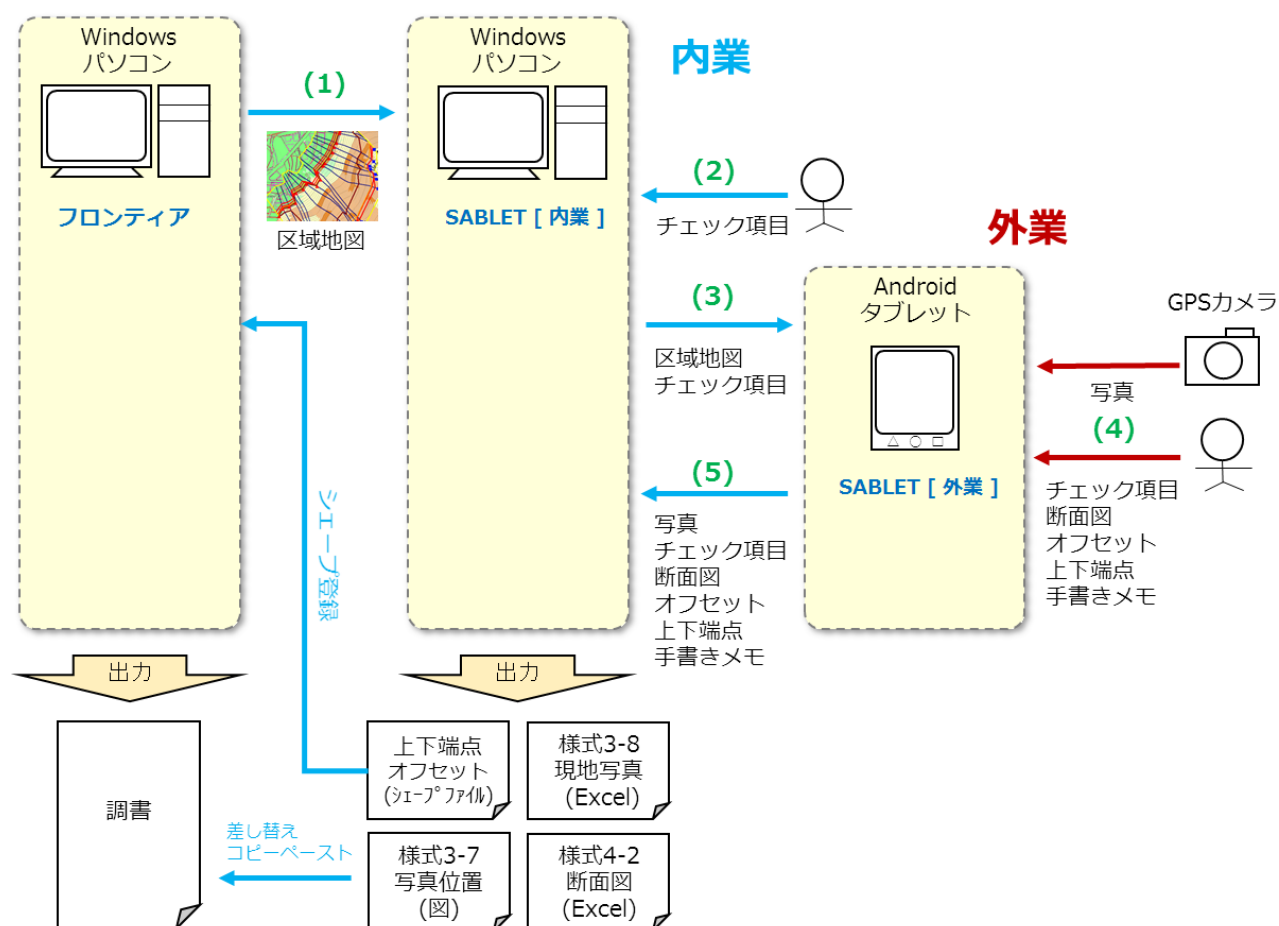 Windows
パソコン
フロンティア
(1)
区域地図
Windows
パソコン
SABLET [ 内業 ]
内業
(2)
チェック項目
外業
(3)
区域地図
チェック項目
Android
タブレット
SABLET [ 外業 ]
GPSカメラ
写真
(4)
チェック項目
断面図
オフセット
上下端点
手書きメモ
(5)
写真
チェック項目
断面図
オフセット
上下端点
手書きメモ
シェープ登録
出力
出力
調書
差し替え
コピーペースト
上下端点
オフセット
(ｼｪｰﾌﾟﾌｧｲﾙ)
様式3-8
現地写真
(Excel)
様式3-7
写真位置
(図)
様式4-2
断面図
(Excel)